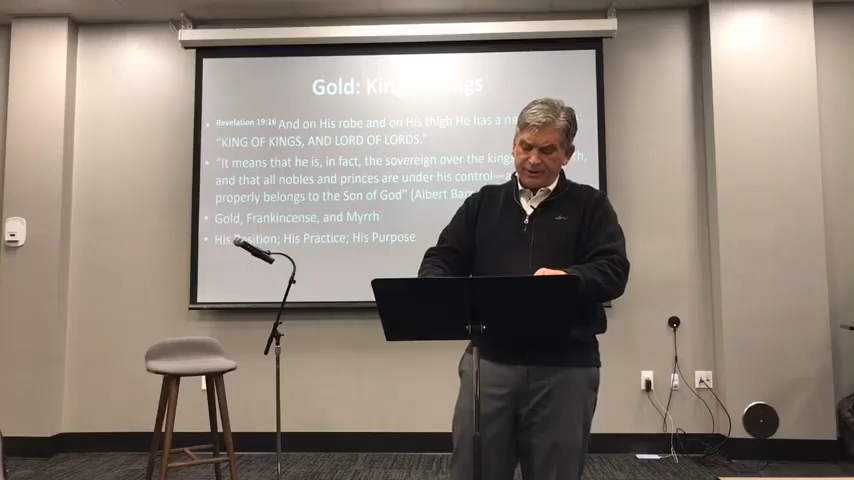 Gold: Kin gs
• Revelation 19:16 And on His robe and on His thigh He has a na
"KING OF KINGS, AND LORD OF LORDS."
• "It means that he is, in fact, the sovereign over the kings th,
and that all nobles and princes are under his control—a
properly belongs to the Son of God" (Albert Bar
• Gold, Frankincense, and Myrrh
• His Position; His Practice; His Purpose